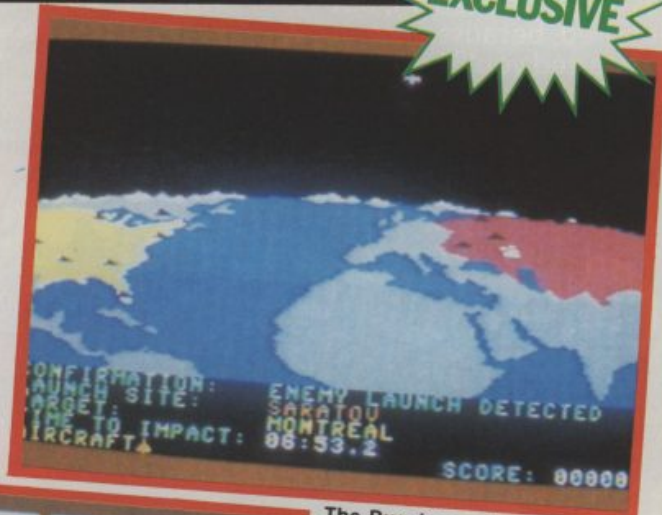 EXCLUSIVE
CONFIRMATION: ENEMY LAUNCH DETECTED
LAUNCH SITE: SARATOV
TARGET: MONTREAL
TIME TO IMPACT: 06:53.2
AIRCRAFT
SCORE: 00000
The